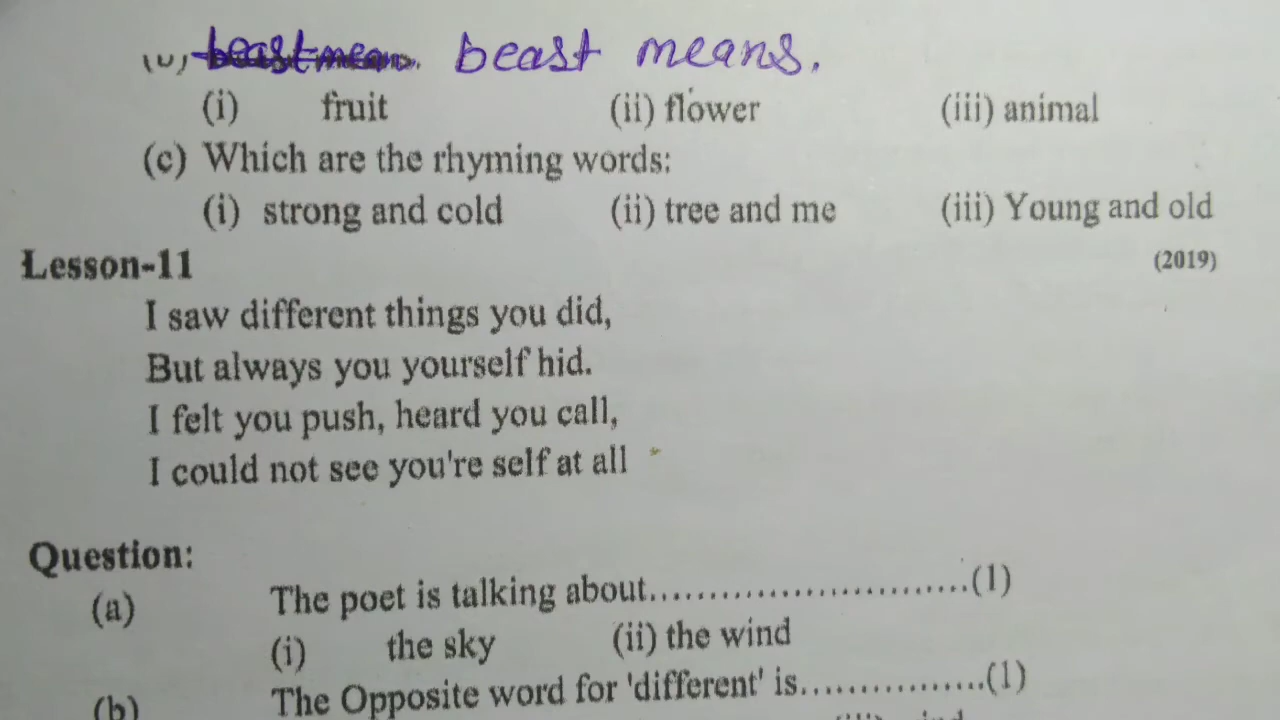 beast means.
(i) fruit (ii) flower (iii) animal
(c) Which are the rhyming words:
(i) strong and cold (ii) tree and me (iii) Young and old
Lesson-11 (2019)
I saw different things you did,
But always you yourself hid.
I felt you push, heard you call,
I could not see you're self at all
Question:
(a) The poet is talking about...........................(1)
(i) the sky (ii) the wind
(b) The Opposite word for 'different' is................(1)